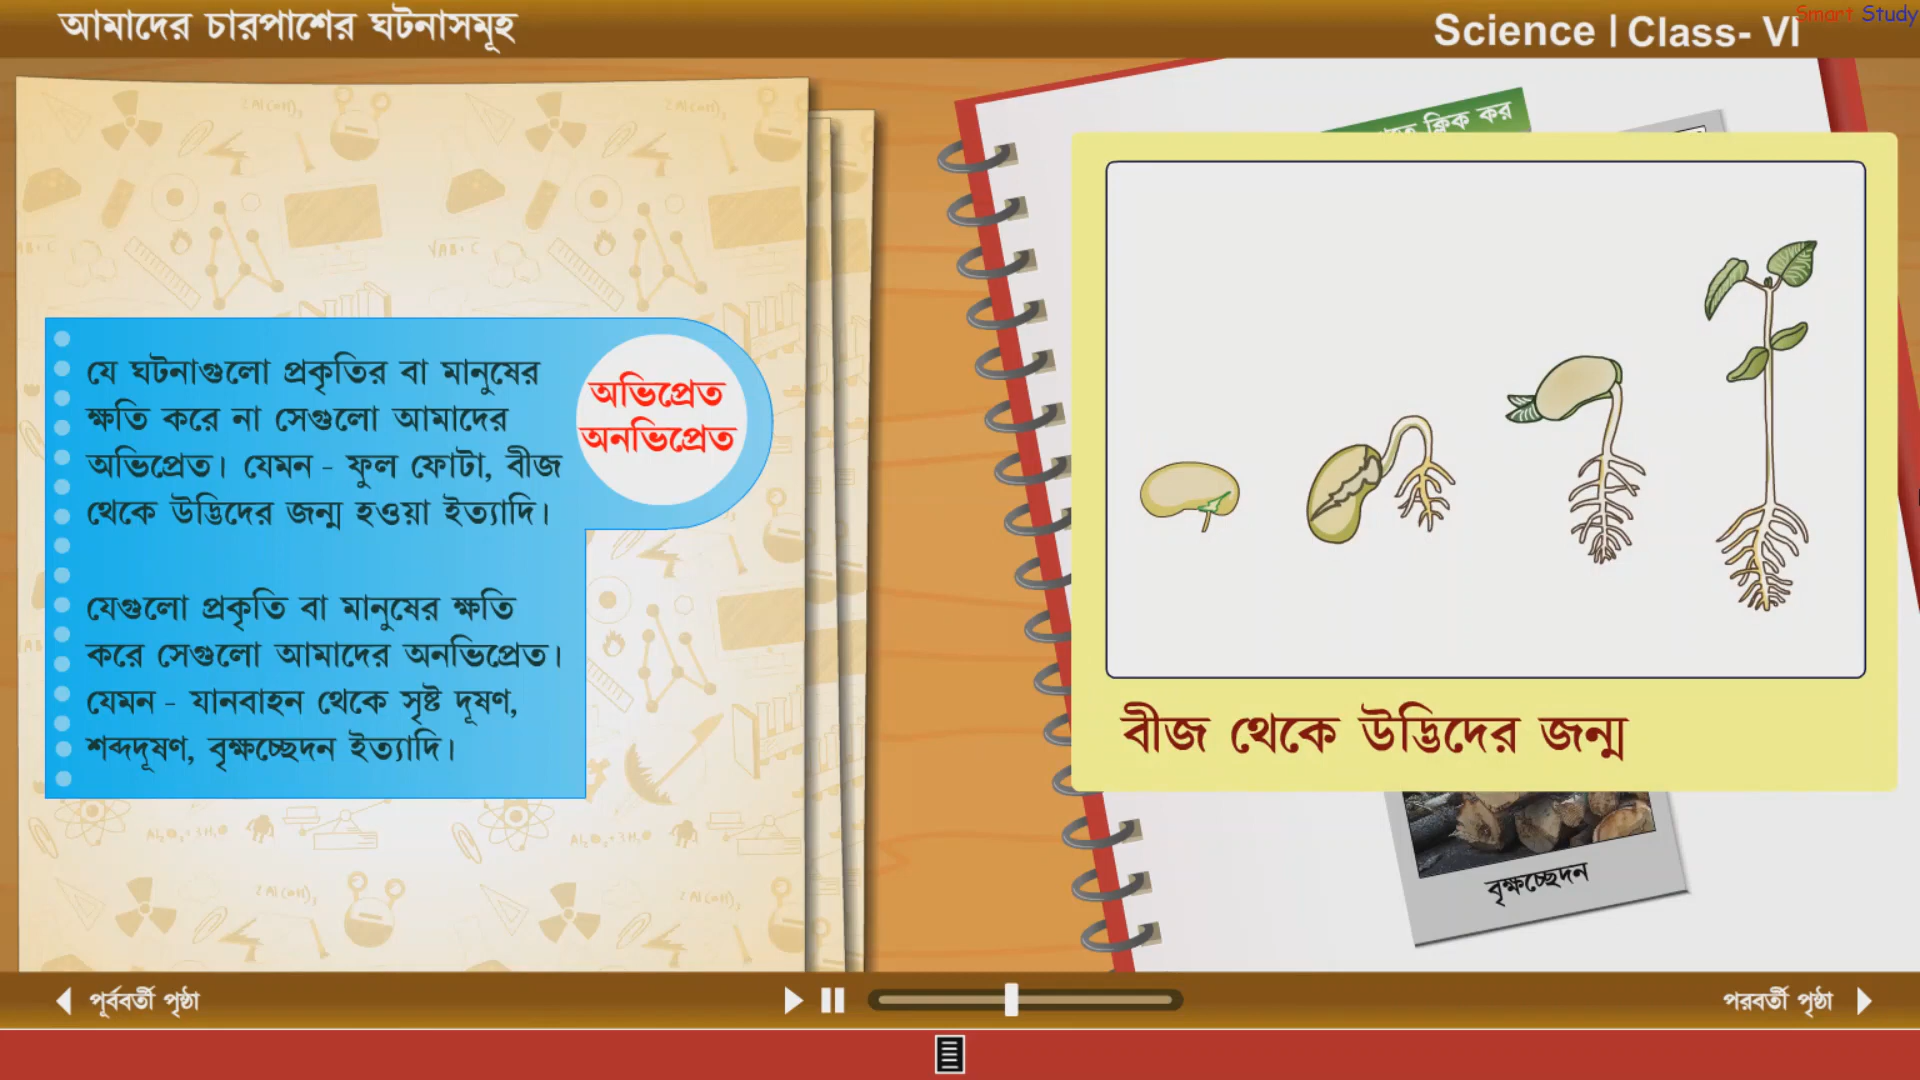 আমাদের চারপাশের ঘটনাসমূহ
Science | Class- VI
Smart Study
যে ঘটনাগুলো প্রকৃতির বা মানুষের
ক্ষতি করে না সেগুলো আমাদের
অভিপ্রেত। যেমন - ফুল ফোটা, বীজ
থেকে উদ্ভিদের জন্ম হওয়া ইত্যাদি।
অভিপ্রেত
অনভিপ্রেত
যেগুলো প্রকৃতি বা মানুষের ক্ষতি
করে সেগুলো আমাদের অনভিপ্রেত।
যেমন - যানবাহন থেকে সৃষ্ট দূষণ,
শব্দদূষণ, বৃক্ষচ্ছেদন ইত্যাদি।
ক্লিক কর
বীজ থেকে উদ্ভিদের জন্ম
বৃক্ষচ্ছেদন
পূর্ববর্তী পৃষ্ঠা
পরবর্তী পৃষ্ঠা